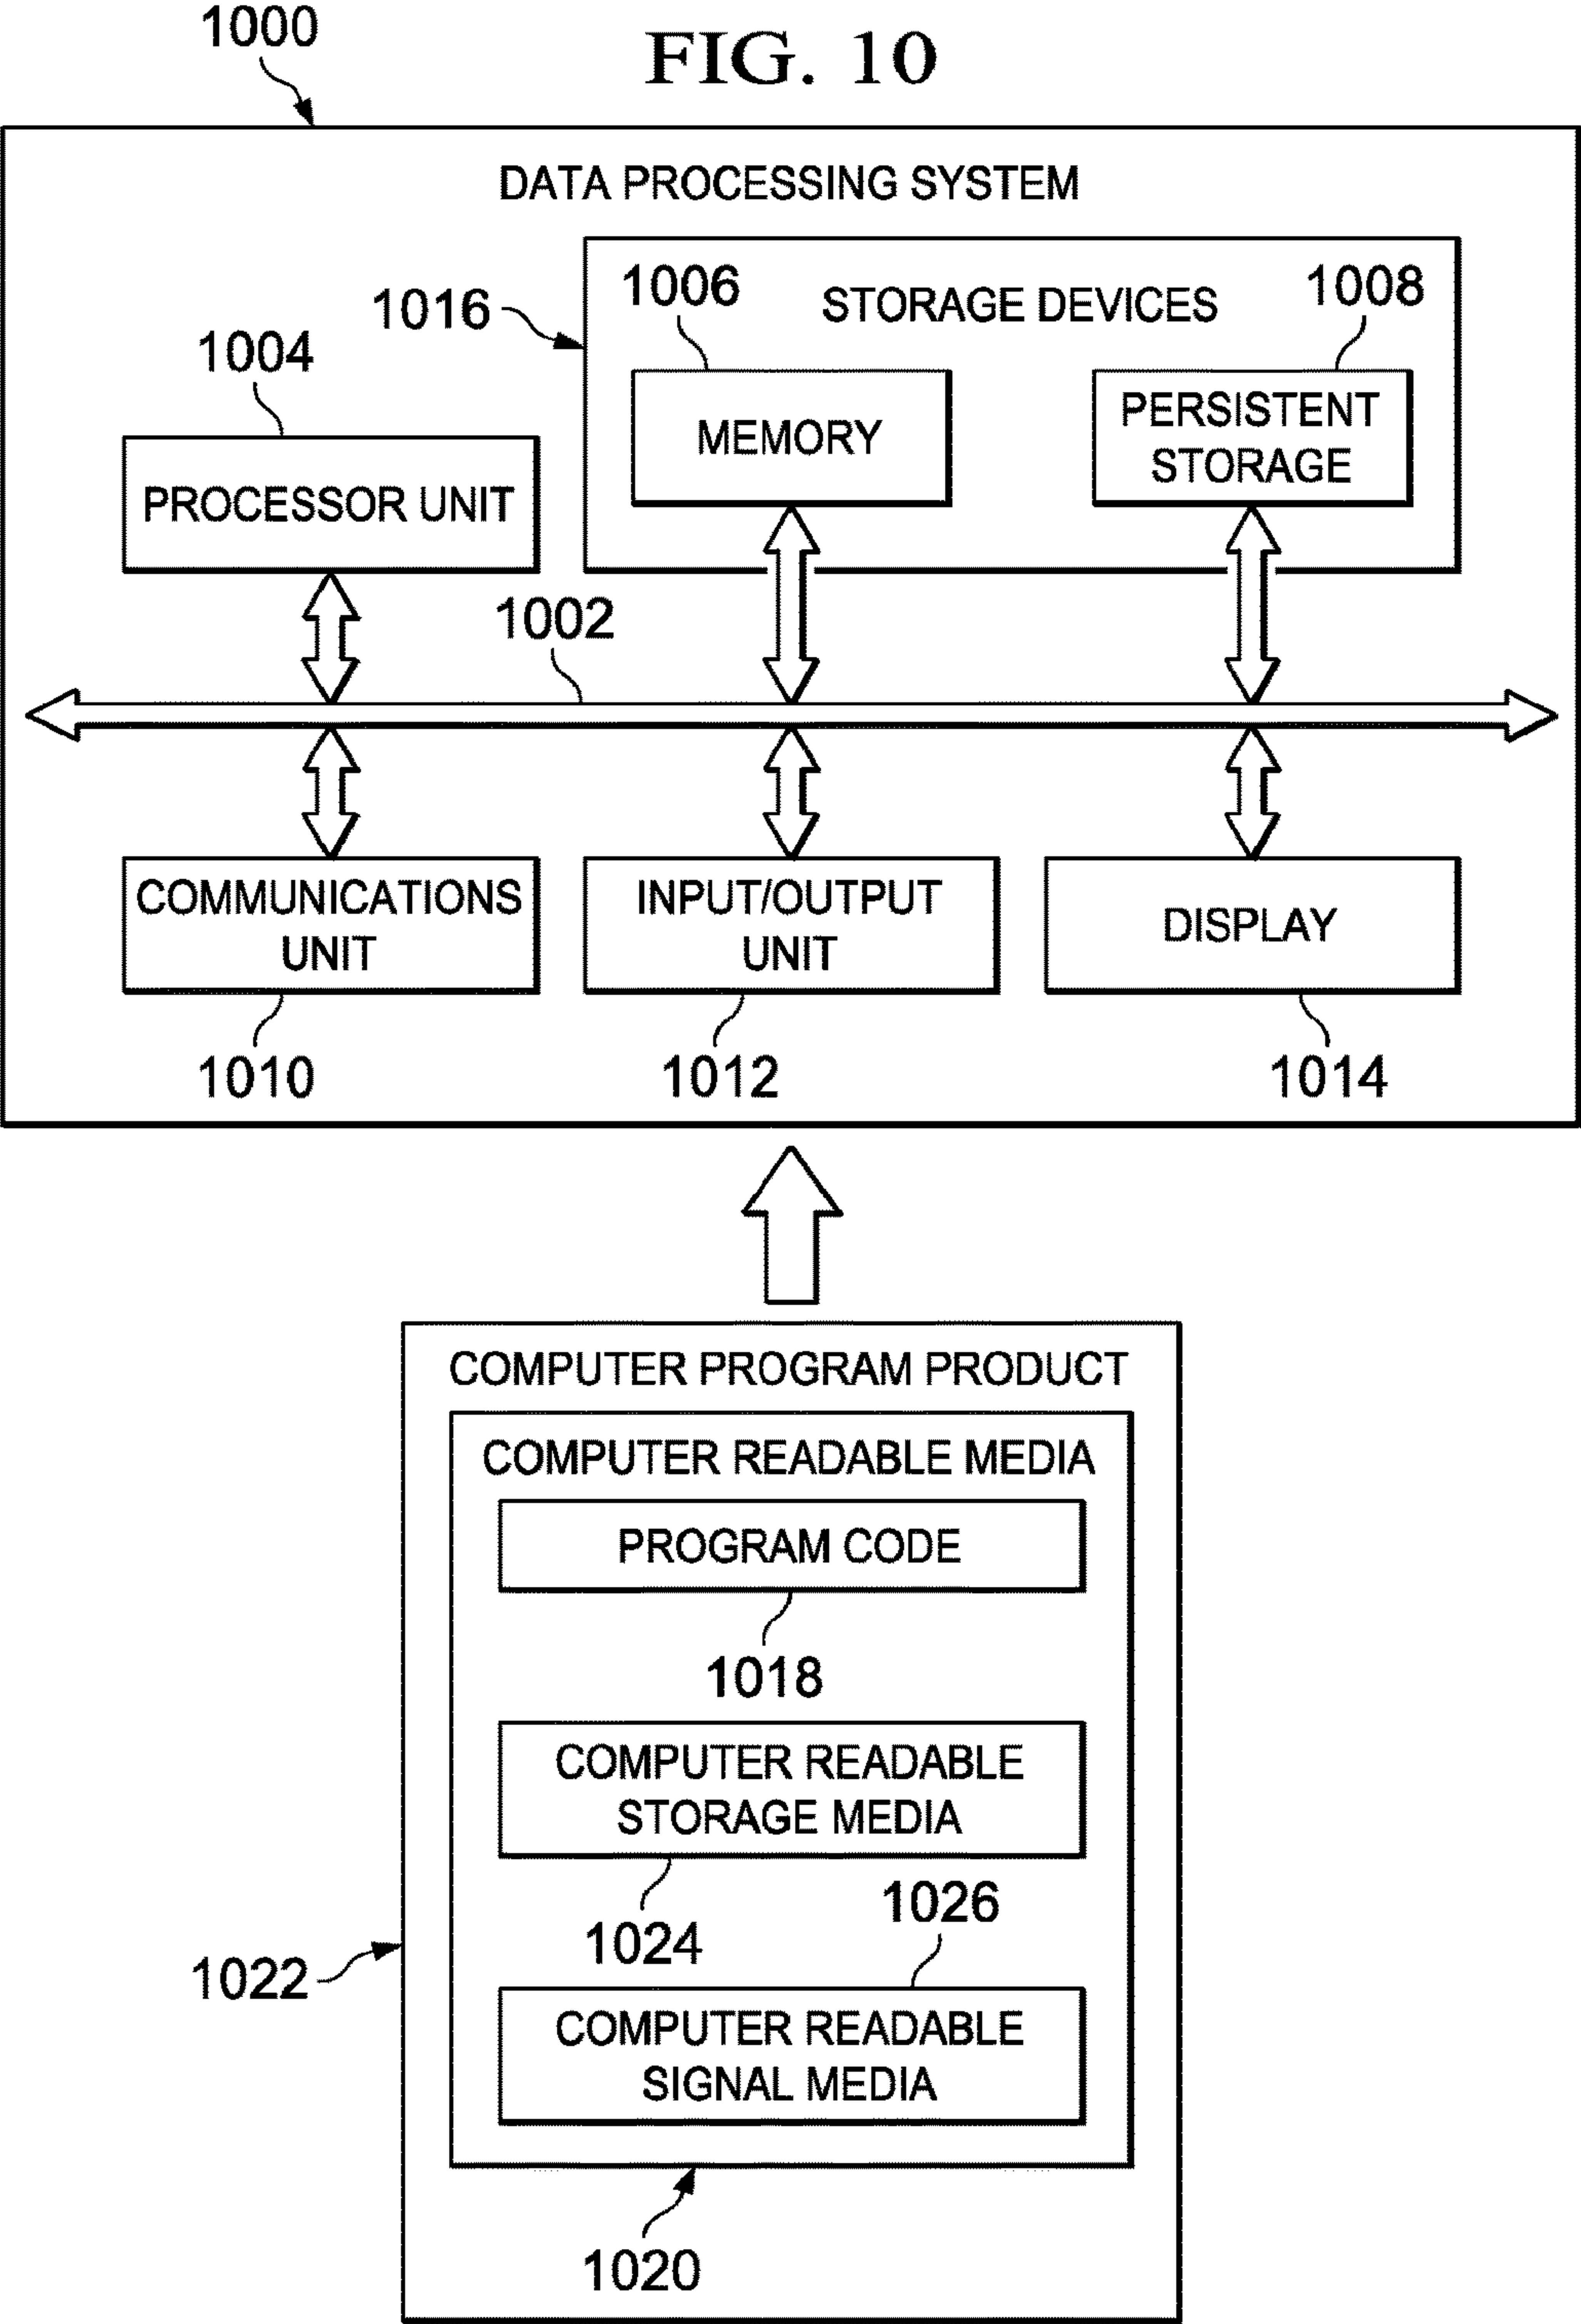 1000
FIG. 10
DATA PROCESSING SYSTEM
1016
1006
STORAGE DEVICES
1008
1004
MEMORY
PERSISTENT
STORAGE
PROCESSOR UNIT
1002
COMMUNICATIONS
UNIT
INPUT/OUTPUT
UNIT
DISPLAY
1010
1012
1014
COMPUTER PROGRAM PRODUCT
COMPUTER READABLE MEDIA
PROGRAM CODE
1018
COMPUTER READABLE
STORAGE MEDIA
1024
1026
1022
COMPUTER READABLE
SIGNAL MEDIA
1020